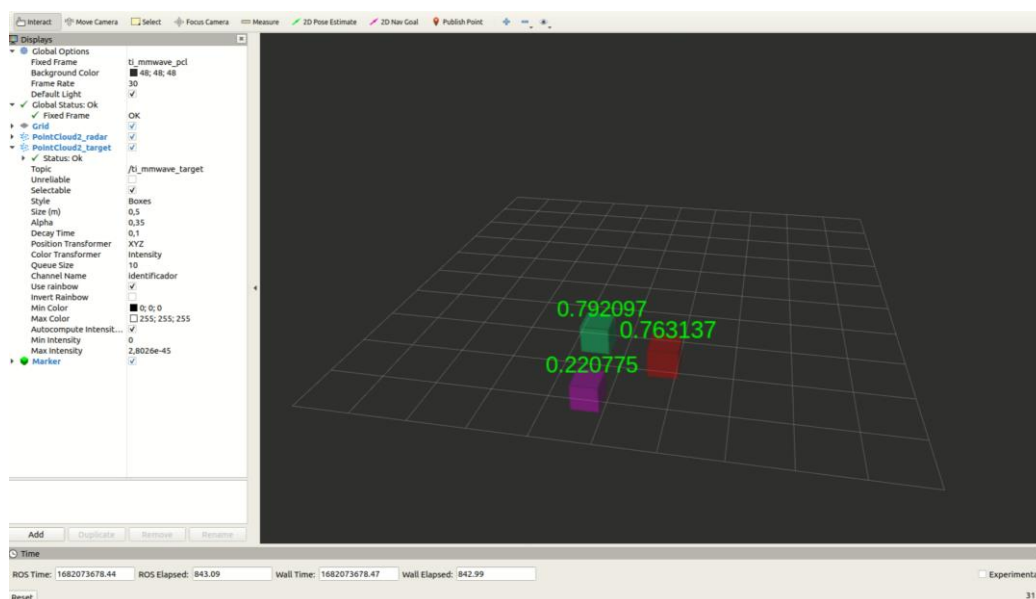 Interact Move Camera Select Focus Camera Measure 2D Pose Estimate 2D Nav Goal Publish Point
Displays
Global Options
Fixed Frame ti_mmwave_pcl
Background Color 48; 48; 48
Frame Rate 30
Default Light
Global Status: Ok
Fixed Frame OK
Grid
PointCloud2_radar
PointCloud2_target
Status: Ok
Topic /ti_mmwave_target
Unreliable
Selectable
Style Boxes
Size (m) 0,5
Alpha 0,35
Decay Time 0,1
Position Transformer XYZ
Color Transformer Intensity
Queue Size 10
Channel Name identificador
Use rainbow
Invert Rainbow
Min Color 0; 0; 0
Max Color 255; 255; 255
Autocompute Intensit...
Min Intensity 0
Max Intensity 2,8026e-45
Marker
0.792097
0.763137
0.220775
Add Duplicate Remove Rename
Time
ROS Time: 1682073678.44 ROS Elapsed: 843.09 Wall Time: 1682073678.47 Wall Elapsed: 842.99 Experimenta
Reset